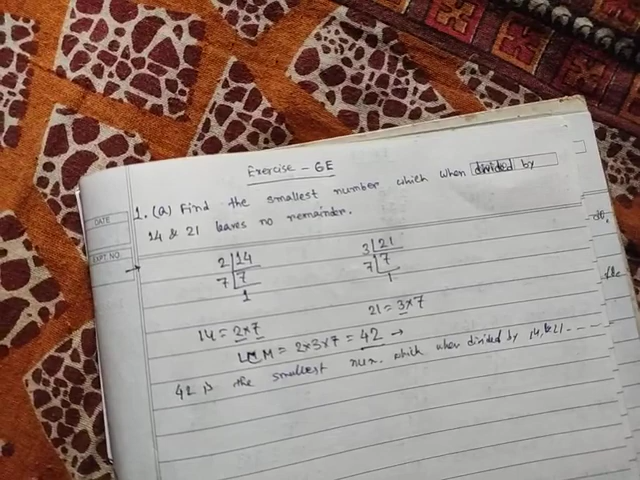 Exercise - 6E
DATE
EXPT. NO.
1. (a) Find the smallest number which when divided by
14 & 21 leaves no remainder.
2 | 14
7 | 7
1
3 | 21
7 | 7
1
14 = 2×7
21 = 3×7
LCM = 2×3×7 = 42 →
42 is the smallest num. which when divided by 14, & 21 - - - -